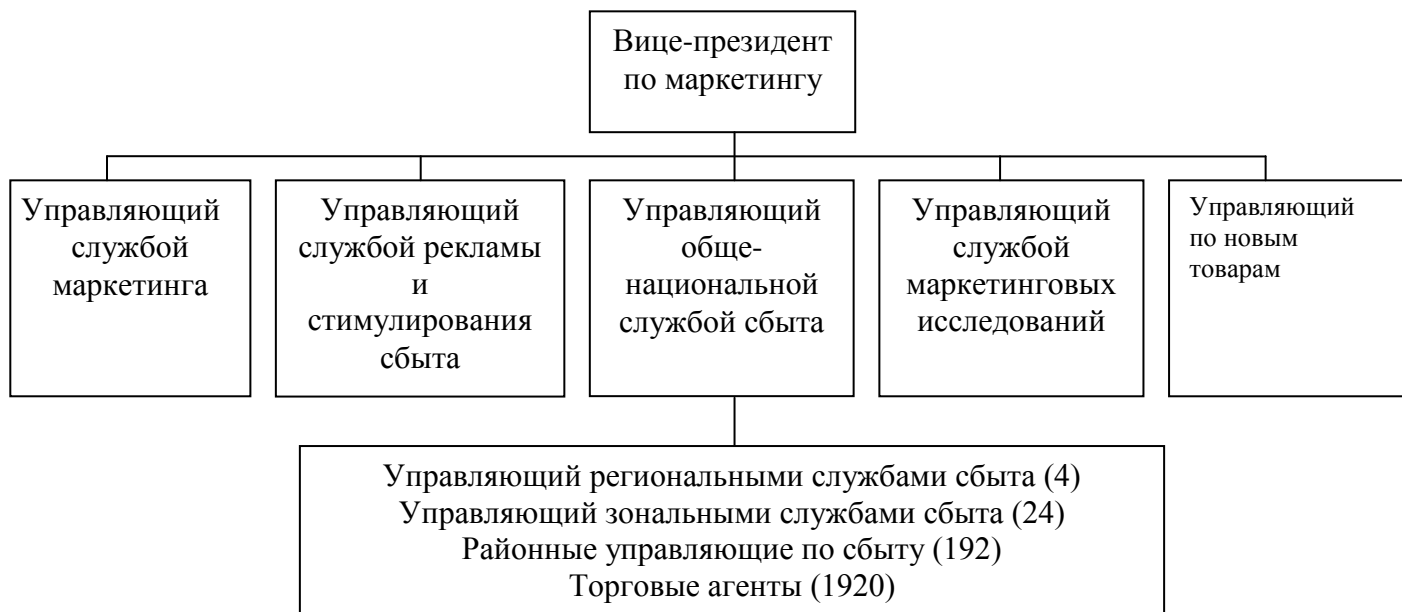 Вице-президент
по маркетингу
Управляющий
службой
маркетинга
Управляющий
службой рекламы
и
стимулирования
сбыта
Управляющий
обще-
национальной
службой сбыта
Управляющий
службой
маркетинговых
исследований
Управляющий
по новым
товарам
Управляющий региональными службами сбыта (4)
Управляющий зональными службами сбыта (24)
Районные управляющие по сбыту (192)
Торговые агенты (1920)